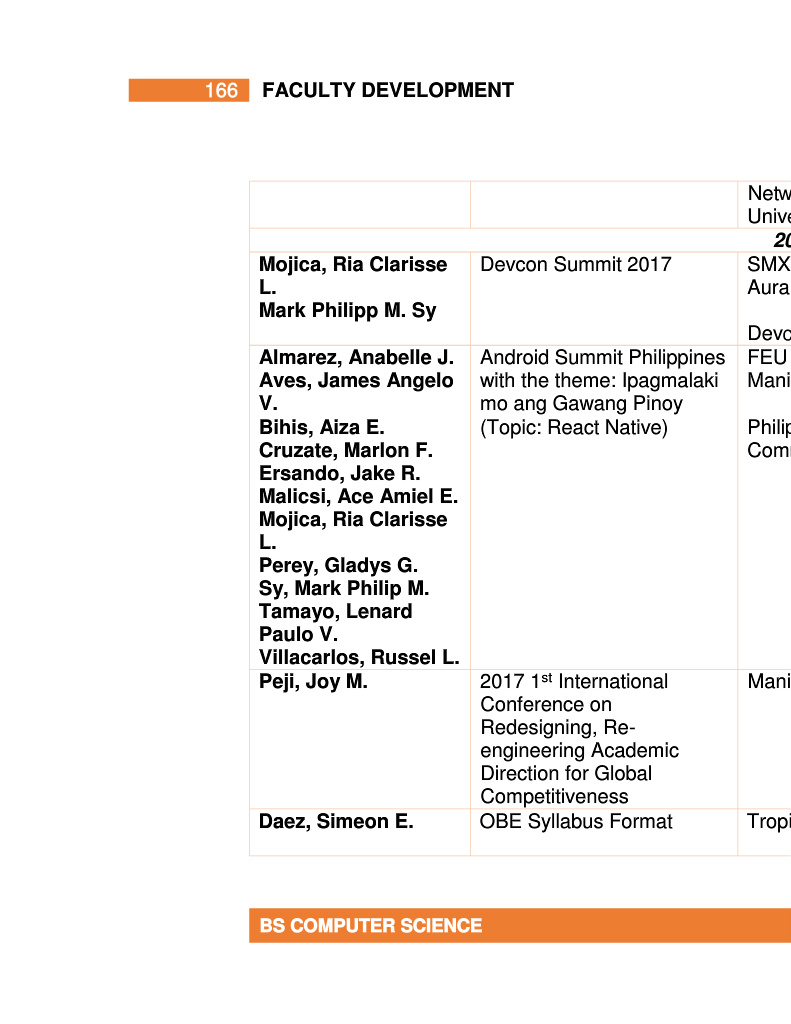 166 FACULTY DEVELOPMENT
Netw
Unive
20
Mojica, Ria Clarisse
L.
Mark Philipp M. Sy
Devcon Summit 2017
SMX
Aura
Devc
Almarez, Anabelle J.
Aves, James Angelo
V.
Bihis, Aiza E.
Cruzate, Marlon F.
Ersando, Jake R.
Malicsi, Ace Amiel E.
Mojica, Ria Clarisse
L.
Perey, Gladys G.
Sy, Mark Philip M.
Tamayo, Lenard
Paulo V.
Villacarlos, Russel L.
Android Summit Philippines
with the theme: Ipagmalaki
mo ang Gawang Pinoy
(Topic: React Native)
FEU
Mani
Philip
Com
Peji, Joy M.
2017 1st International
Conference on
Redesigning, Re-
engineering Academic
Direction for Global
Competitiveness
Mani
Daez, Simeon E.
OBE Syllabus Format
Tropi
BS COMPUTER SCIENCE